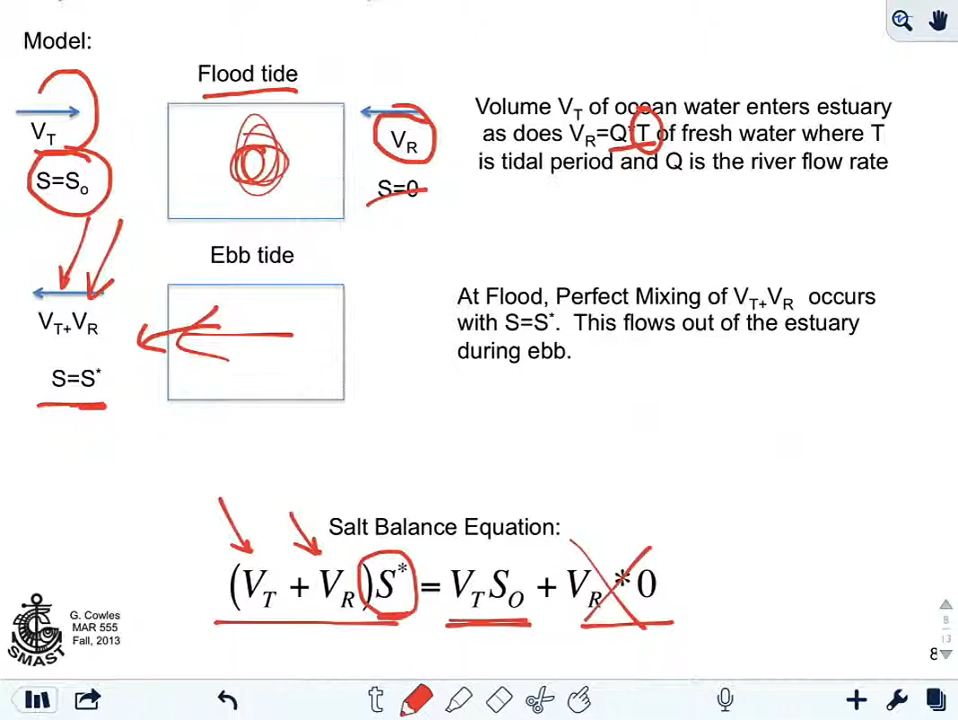 Model:
Flood tide
V_T
V_R
S=S_o
S=0
Volume V_T of ocean water enters estuary
as does V_R=Q*T of fresh water where T
is tidal period and Q is the river flow rate
Ebb tide
V_T+V_R
S=S^*
At Flood, Perfect Mixing of V_T+V_R occurs
with S=S^*. This flows out of the estuary
during ebb.
Salt Balance Equation:
(V_T + V_R)S^* = V_T S_O + V_R * 0
G. Cowles
MAR 555
Fall, 2013
SMAST
8
13
8
t